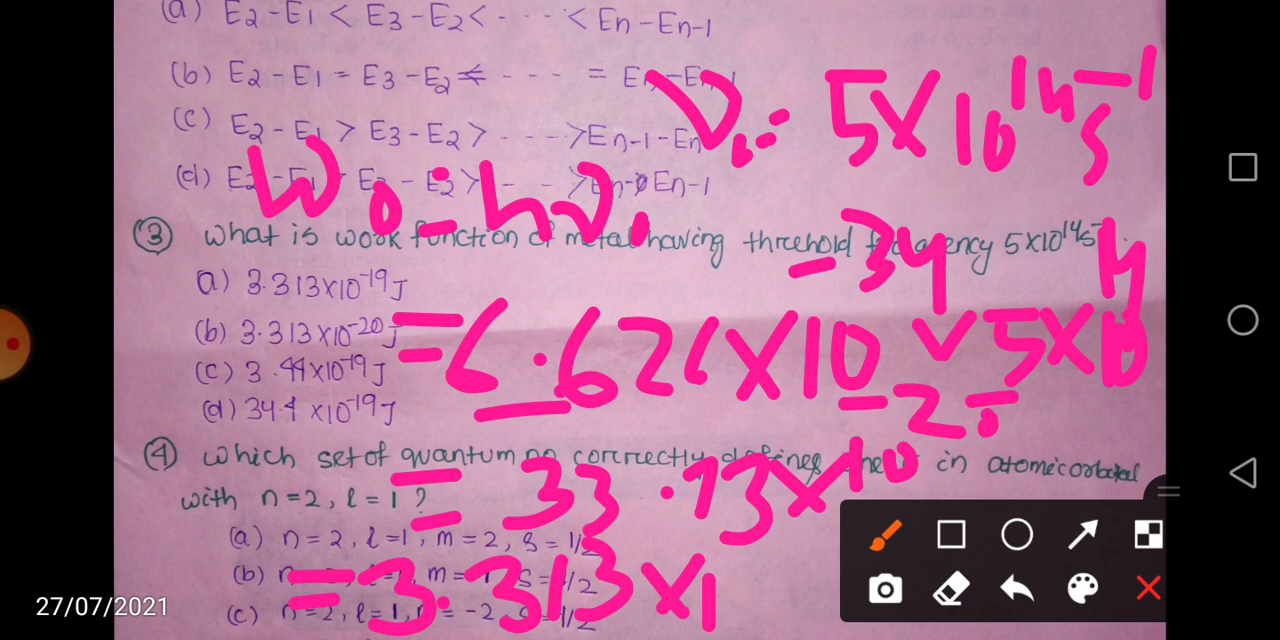 (a) E2-E1 < E3-E2 < - - - - < En-En-1
(b) E2-E1 = E3-E2 - - - = En-En-1
(c) E2-E1 > E3-E2 > - - - - > En-1-En
ν0 = 5×10^14 s^-1
(d) E2-E1 E3-E2 > - - > En-En-1
W0 = hν0
③ what is work function of metal having threehold 5×10^14 s^-1
a) 3.313×10^-19 J
(b) 3.313×10^-20 J
= 6.626×10^-34 × 5×10^14
(c) 3.44×10^-19 J
(d) 34.4 ×10^-19 J
④ which set of quantum no correctly defines in atomic orbital
= 33.13×10^-20
with n=2, l=1 ?
(a) n=2, l=1, m=2, s=1/2
(b) m= s= 1/2
= 3.313×1
(c) n=2, l=1, -2, 1/2
27/07/2021